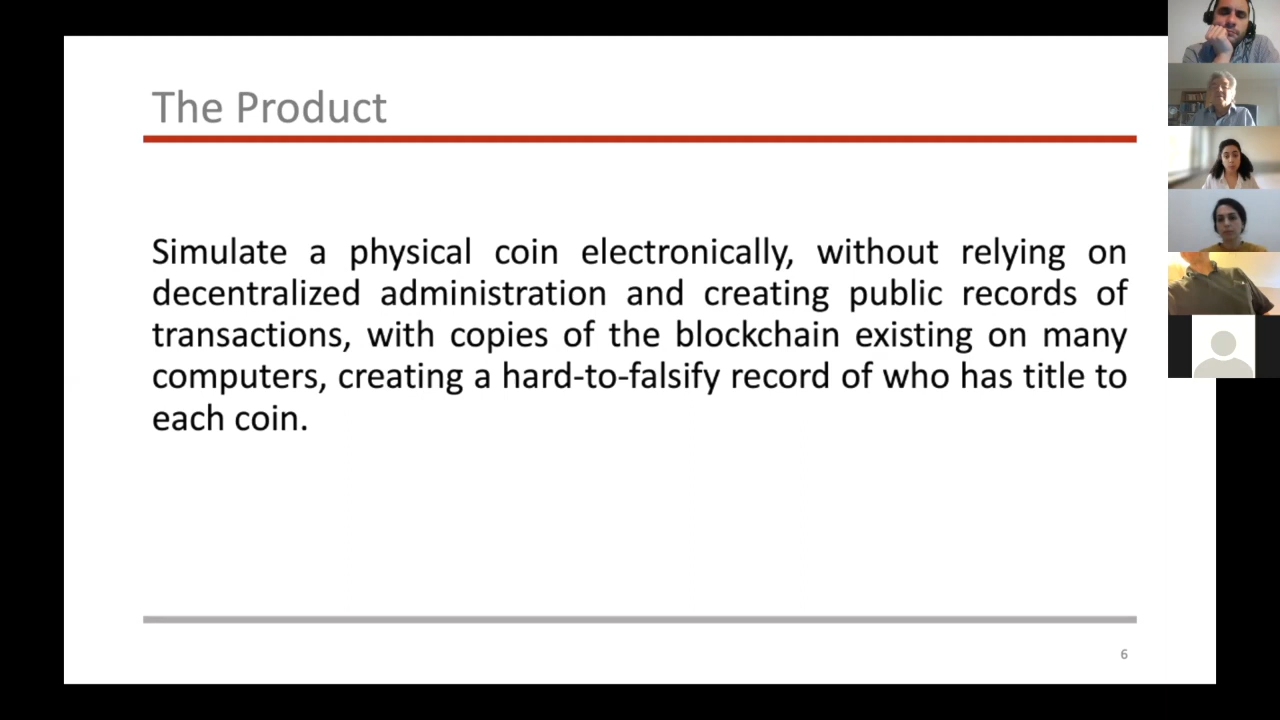 The Product
Simulate a physical coin electronically, without relying on
decentralized administration and creating public records of
transactions, with copies of the blockchain existing on many
computers, creating a hard-to-falsify record of who has title to
each coin.
6